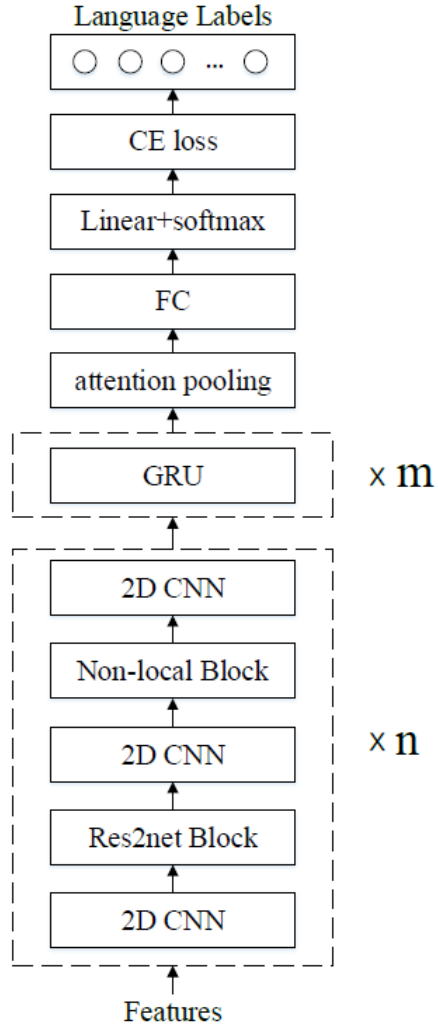 Language Labels
...
CE loss
Linear+softmax
FC
attention pooling
GRU
× m
2D CNN
Non-local Block
2D CNN
× n
Res2net Block
2D CNN
Features